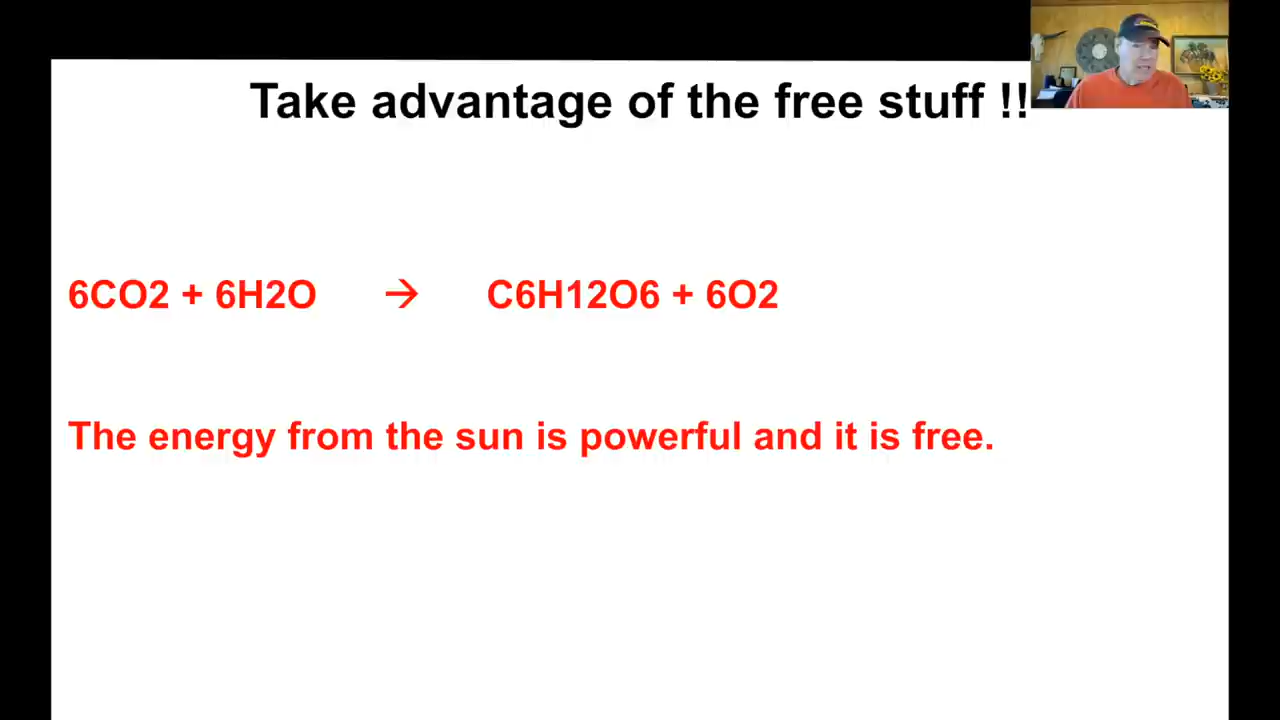 Take advantage of the free stuff !!
6CO2 + 6H2O → C6H12O6 + 6O2
The energy from the sun is powerful and it is free.